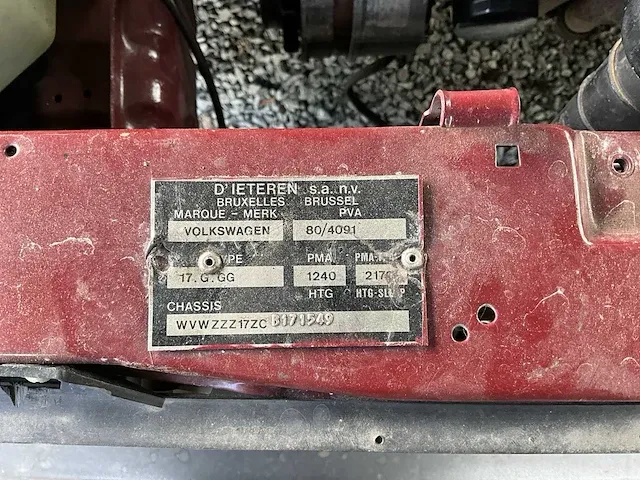 D'IETEREN s.a. n.v.
BRUXELLES BRUSSEL
MARQUE - MERK PVA
VOLKSWAGEN 80/4091
PMA.
17.G.GG 1240
HTG
CHASSIS
WVWZZZ17ZC B171549